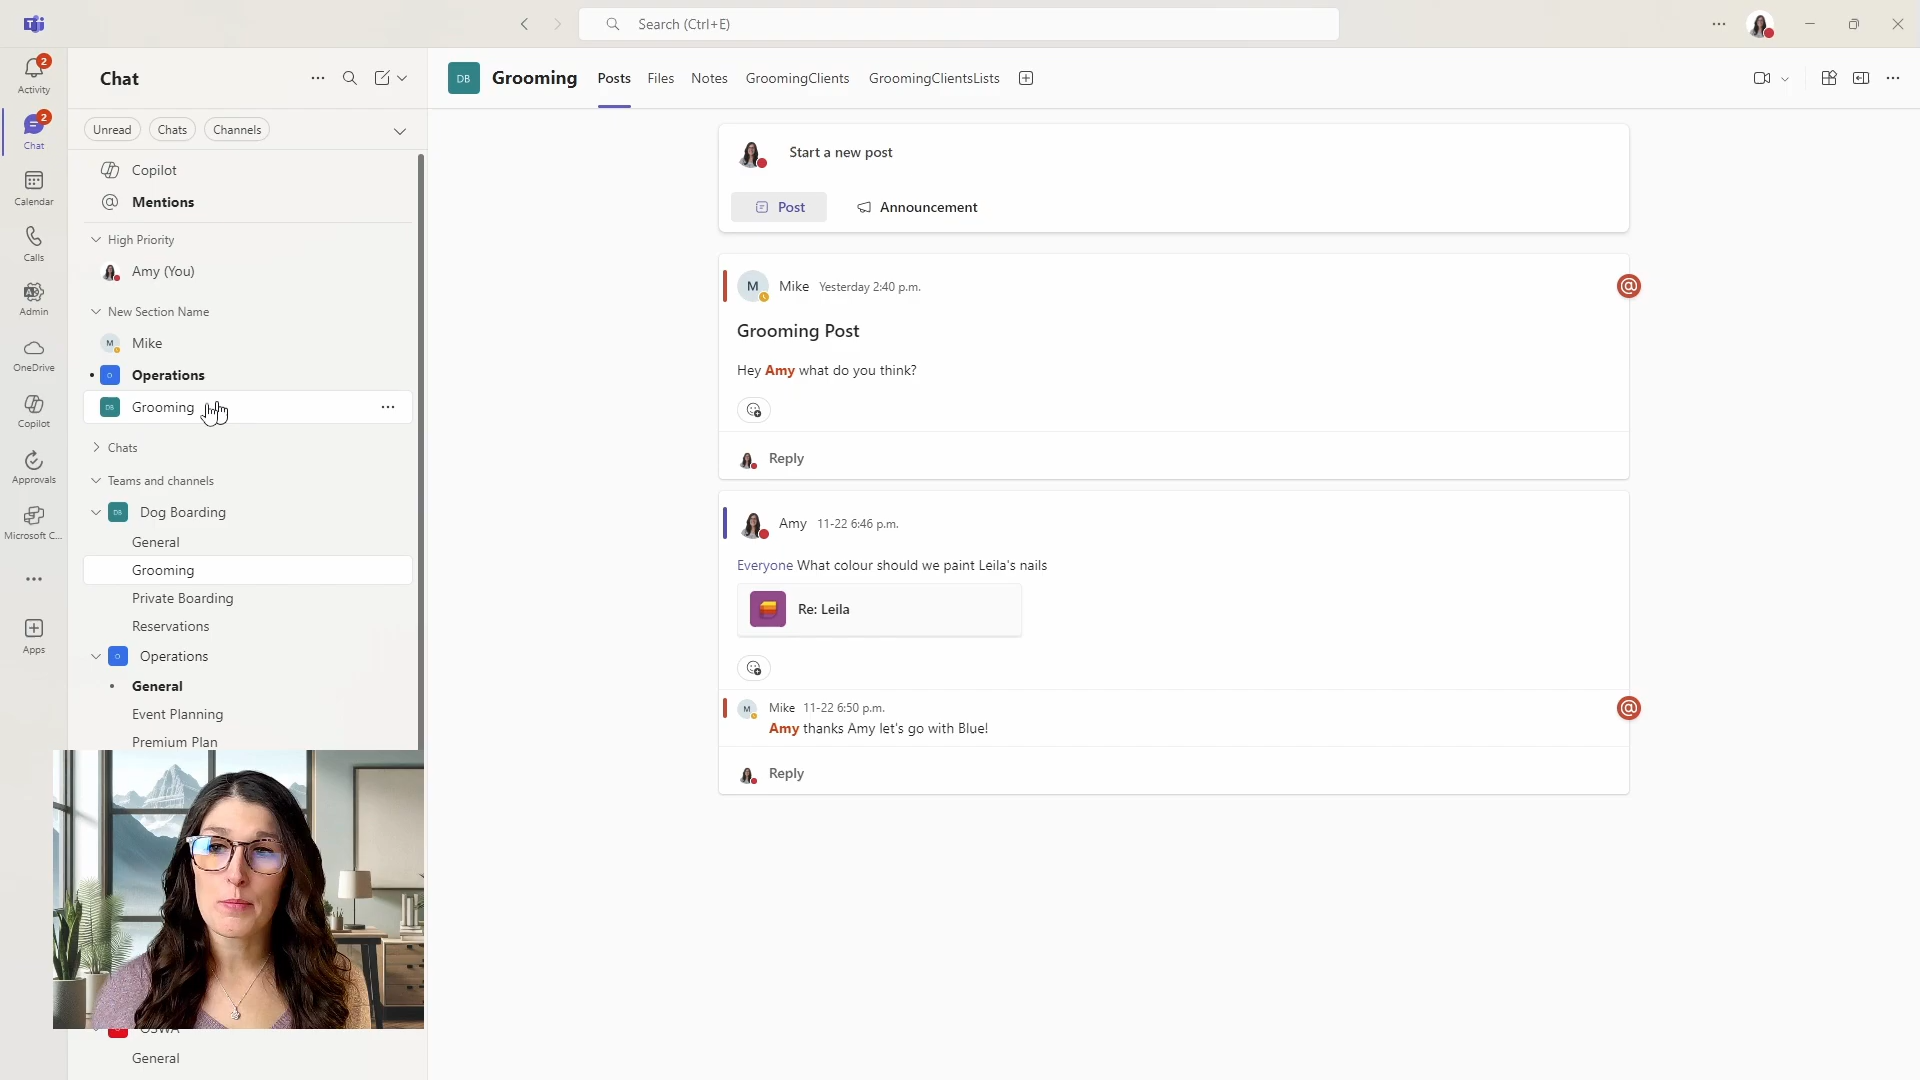 Search (Ctrl+E)
2
Activity
2
Chat
Calendar
Calls
Admin
OneDrive
Copilot
Approvals
Microsoft C...
Apps
Chat
Unread
Chats
Channels
Copilot
Mentions
High Priority
Amy (You)
New Section Name
M
Mike
O
Operations
DB
Grooming
Chats
Teams and channels
DB
Dog Boarding
General
Grooming
Private Boarding
Reservations
O
Operations
General
Event Planning
Premium Plan
General
DB
Grooming
Posts
Files
Notes
GroomingClients
GroomingClientsLists
Start a new post
Post
Announcement
M
Mike Yesterday 2:40 p.m.
@
Grooming Post
Hey Amy what do you think?
Reply
Amy 11-22 6:46 p.m.
Everyone What colour should we paint Leila's nails
Re: Leila
M
Mike 11-22 6:50 p.m.
@
Amy thanks Amy let's go with Blue!
Reply